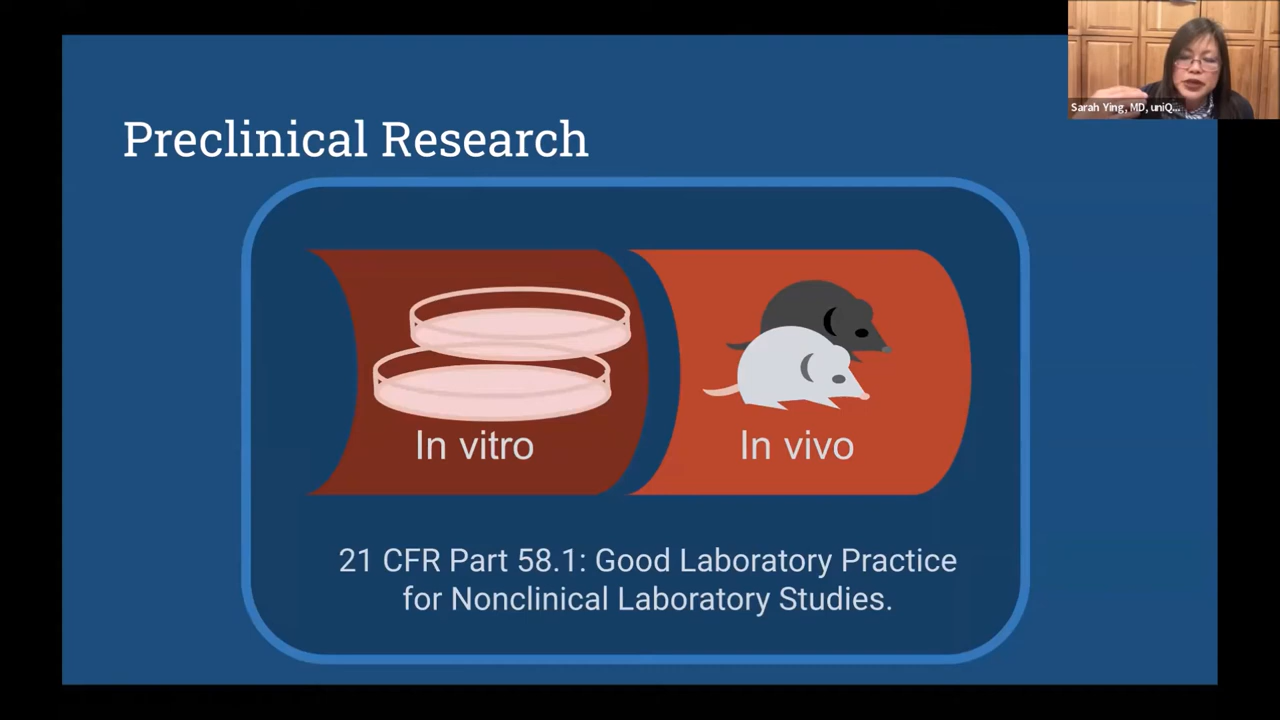 Sarah Ying, MD, uniQ...
Preclinical Research
In vitro
In vivo
21 CFR Part 58.1: Good Laboratory Practice
for Nonclinical Laboratory Studies.